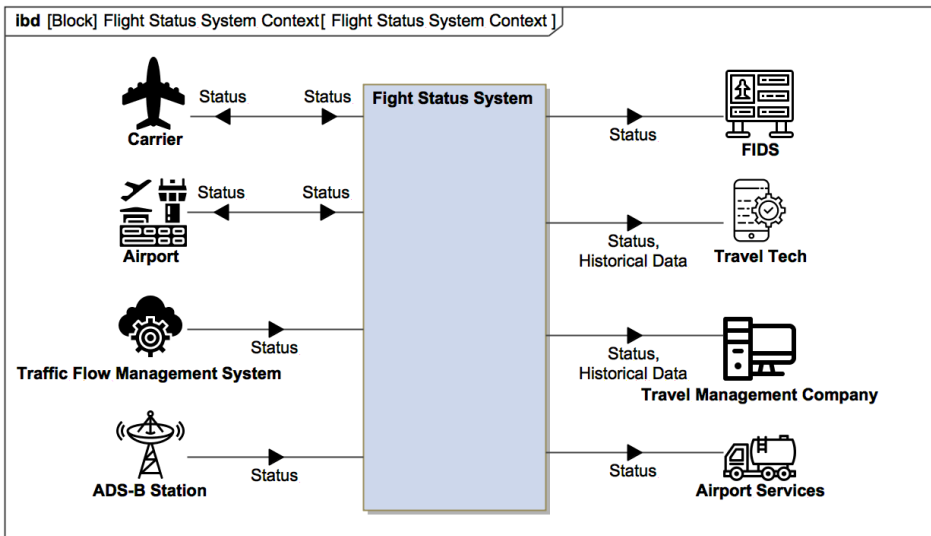 ibd [Block] Flight Status System Context[ Flight Status System Context ]
Status
Status
Carrier
Fight Status System
Status
FIDS
Status
Status
Airport
Status,
Historical Data
Travel Tech
Status
Traffic Flow Management System
Status,
Historical Data
Travel Management Company
Status
ADS-B Station
Status
Airport Services